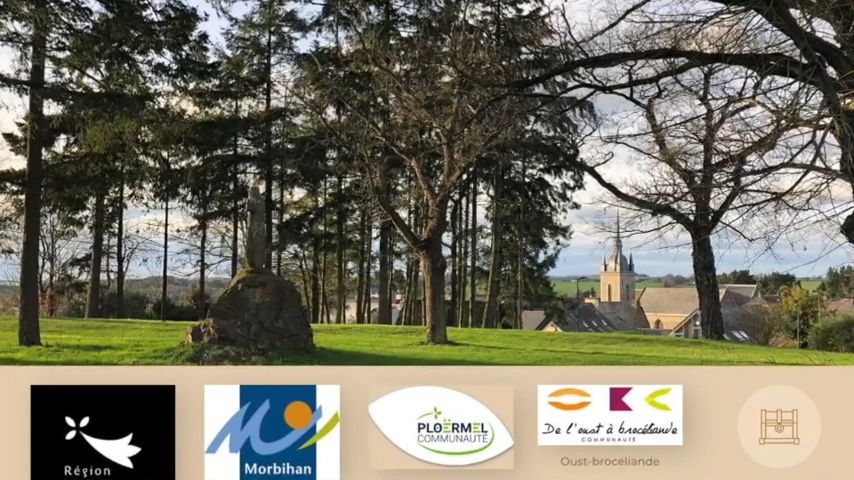 Région
Morbihan
PLOËRMEL
COMMUNAUTÉ
De l'oust à brocéliande
COMMUNAUTÉ
Oust-broceliande